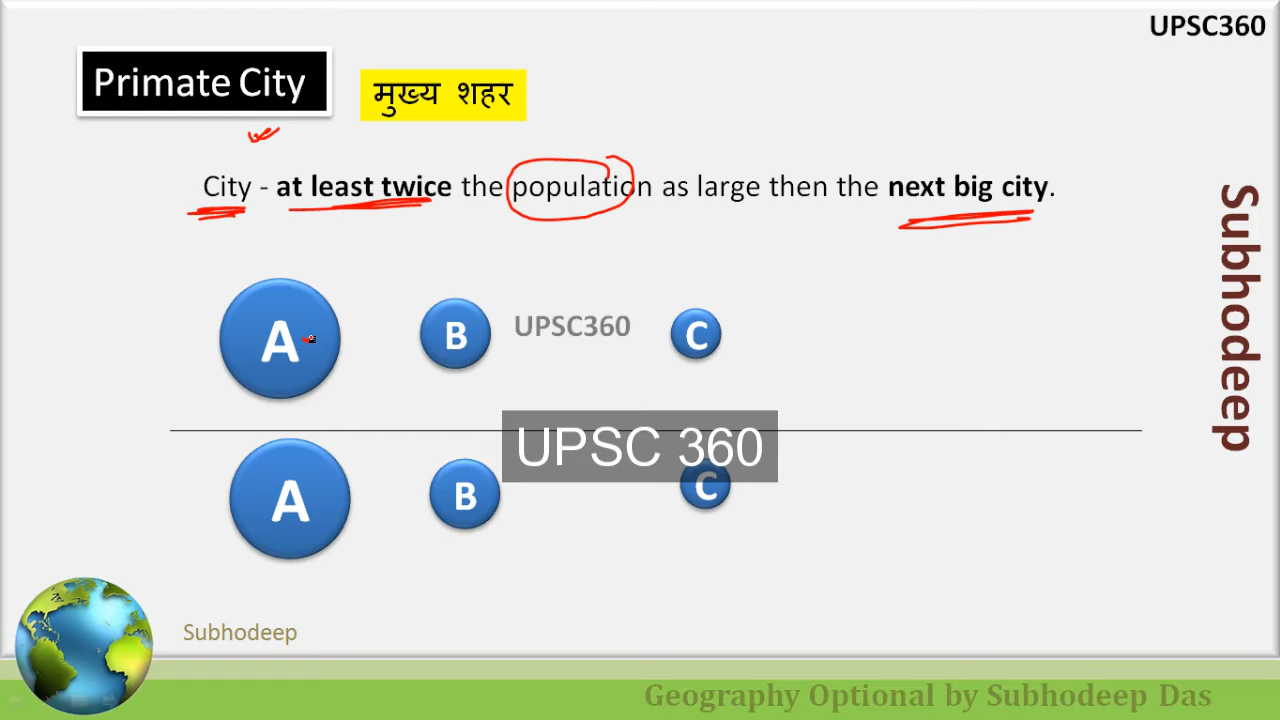 UPSC360
Primate City
मुख्य शहर
City - at least twice the population as large then the next big city.
Subhodeep
A B UPSC360 C
UPSC 360
A B C
Subhodeep
Geography Optional by Subhodeep Das